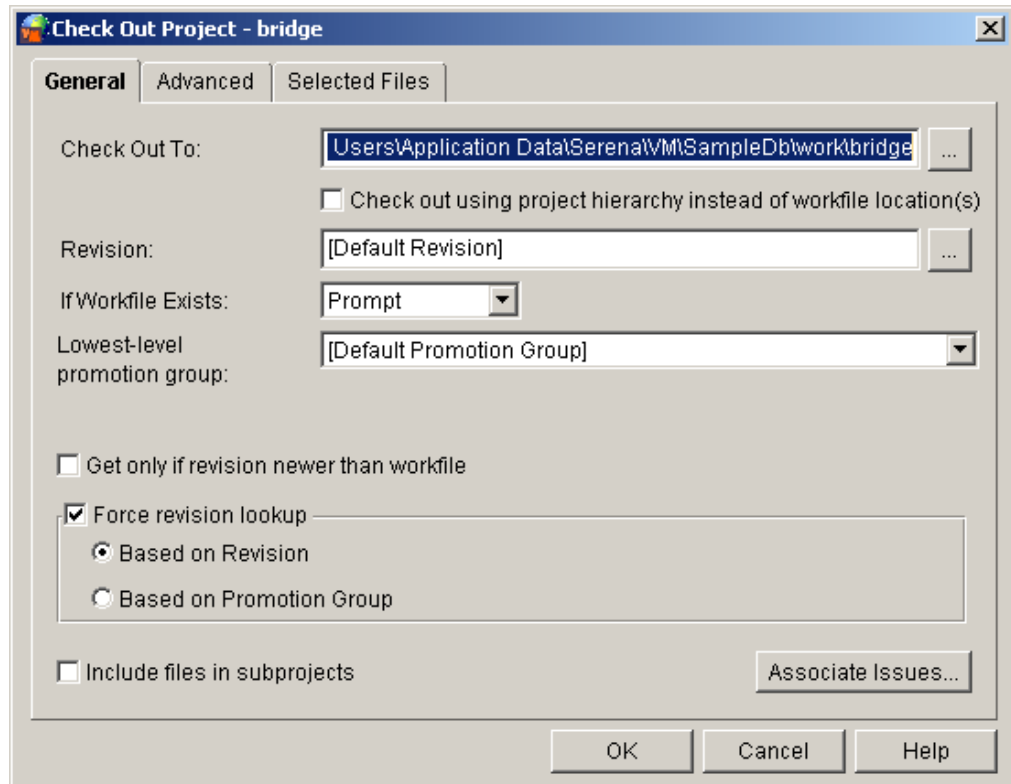 Check Out Project - bridge
General
Advanced
Selected Files
Check Out To:
Users\Application Data\Serena\VM\SampleDb\work\bridge
...
Check out using project hierarchy instead of workfile location(s)
Revision:
[Default Revision]
...
If Workfile Exists:
Prompt
Lowest-level
promotion group:
[Default Promotion Group]
Get only if revision newer than workfile
Force revision lookup
Based on Revision
Based on Promotion Group
Include files in subprojects
Associate Issues...
OK
Cancel
Help